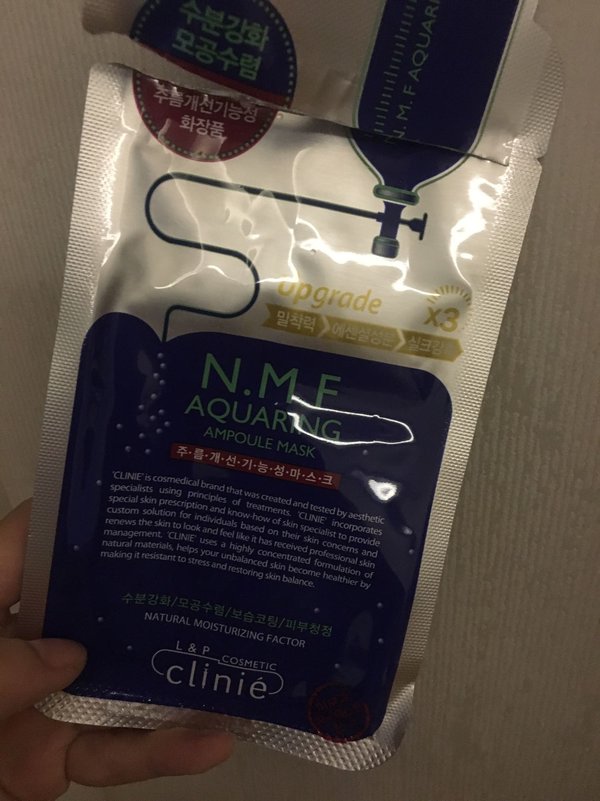 수분강화
모공수렴
주름개선기능성
화장품
N.M.F AQUAR
Upgrade
X3
밀착력
에센셜성분
실크감
N.M.F
AQUARING
AMPOULE MASK
주·름·개·선·기·능·성·마·스·크
'CLINIE' is cosmedical brand that was created and tested by aesthetic
specialists using principles of treatments. 'CLINIE' incorporates
special skin prescription and know-how of skin specialist to provide
custom solution for individuals based on their skin concerns and
renews the skin to look and feel like it has received professional skin
management. 'CLINIE' uses a highly concentrated formulation of
natural materials, helps your unbalanced skin become healthier by
making it resistant to stress and restoring skin balance.
수분강화/모공수렴/보습코팅/피부청정
NATURAL MOISTURIZING FACTOR
L & P COSMETIC
clinié